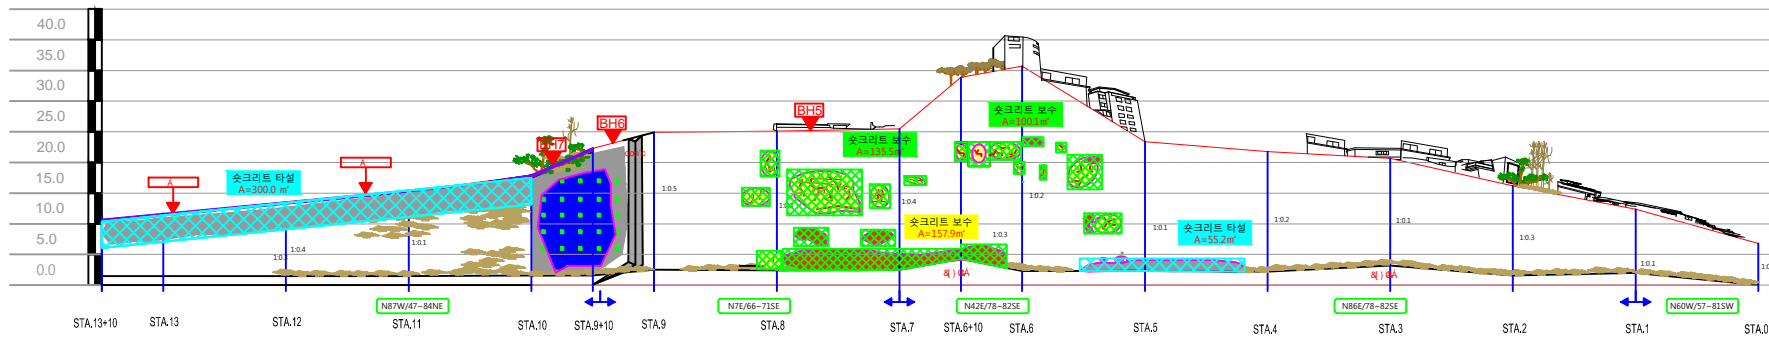 40.0
35.0
30.0
25.0
20.0
15.0
10.0
5.0
0.0
BH7
BH6
BH5
A
A
숏크리트 타설
A=300.0 ㎡
숏크리트 보수
A=135.5㎡
숏크리트 보수
A=100.1㎡
숏크리트 보수
A=157.9㎡
숏크리트 타설
A=55.2㎡
1:0.4
1:0.1
1:0.5
1:0.4
1:0.3
1:0.2
1:0.1
1:0.2
1:0.1
1:0.3
1:0.1
N87W/47~84NE
N7E/66~71SE
N42E/78~82SE
N86E/78~82SE
N60W/57~81SW
STA.13+10
STA.13
STA.12
STA.11
STA.10
STA.9+10
STA.9
STA.8
STA.7
STA.6+10
STA.6
STA.5
STA.4
STA.3
STA.2
STA.1
STA.0